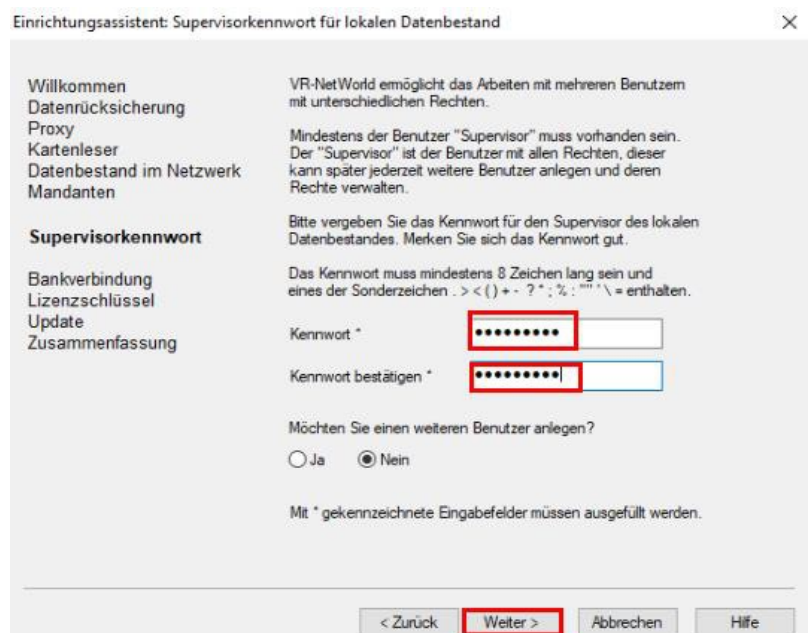 Einrichtungsassistent: Supervisorkennwort für lokalen Datenbestand
Willkommen
Datenrücksicherung
Proxy
Kartenleser
Datenbestand im Netzwerk
Mandanten
Supervisorkennwort
Bankverbindung
Lizenzschlüssel
Update
Zusammenfassung
VR-NetWorld ermöglicht das Arbeiten mit mehreren Benutzern
mit unterschiedlichen Rechten.
Mindestens der Benutzer "Supervisor" muss vorhanden sein.
Der "Supervisor" ist der Benutzer mit allen Rechten, dieser
kann später jederzeit weitere Benutzer anlegen und deren
Rechte verwalten.
Bitte vergeben Sie das Kennwort für den Supervisor des lokalen
Datenbestandes. Merken Sie sich das Kennwort gut.
Das Kennwort muss mindestens 8 Zeichen lang sein und
eines der Sonderzeichen . > < ( ) + - ? * ; % : "" ' \ = enthalten.
Kennwort *
Kennwort bestätigen *
Möchten Sie einen weiteren Benutzer anlegen?
Ja Nein
Mit * gekennzeichnete Eingabefelder müssen ausgefüllt werden.
< Zurück Weiter > Abbrechen Hilfe